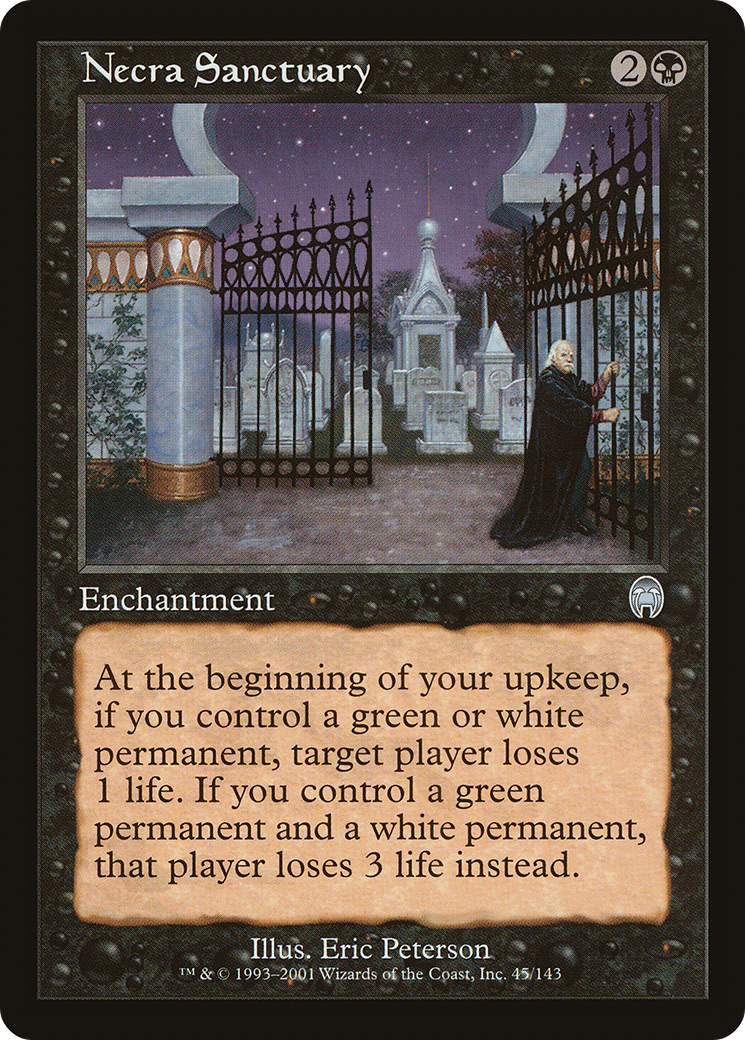 Necra Sanctuary 2
Enchantment
At the beginning of your upkeep,
if you control a green or white
permanent, target player loses
1 life. If you control a green
permanent and a white permanent,
that player loses 3 life instead.
Illus. Eric Peterson
™ & © 1993–2001 Wizards of the Coast, Inc. 45/143